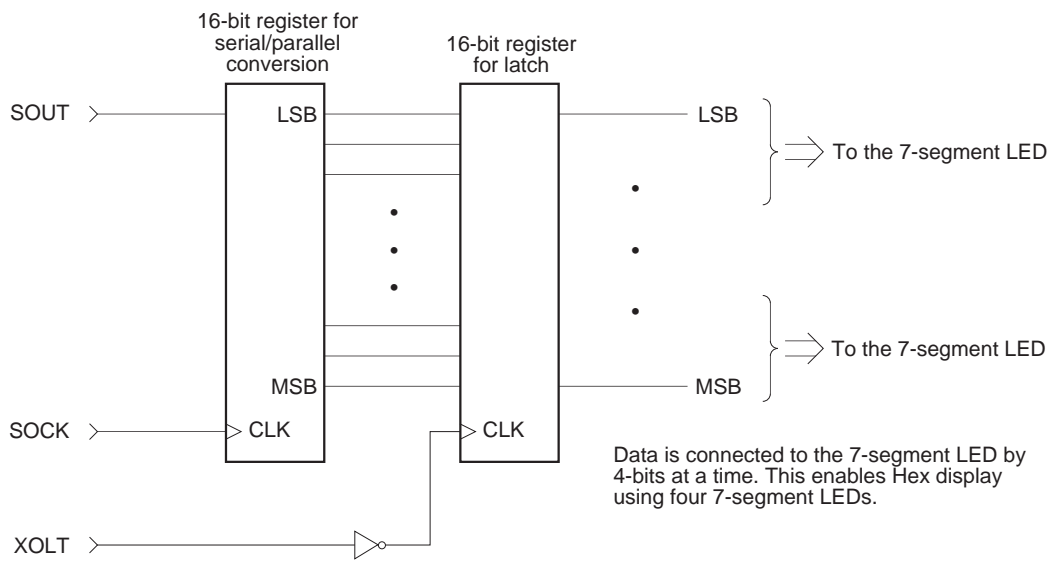 16-bit register for
serial/parallel
conversion
16-bit register
for latch
SOUT
LSB
LSB
To the 7-segment LED
MSB
MSB
To the 7-segment LED
SOCK
CLK
CLK
Data is connected to the 7-segment LED by
4-bits at a time. This enables Hex display
using four 7-segment LEDs.
XOLT